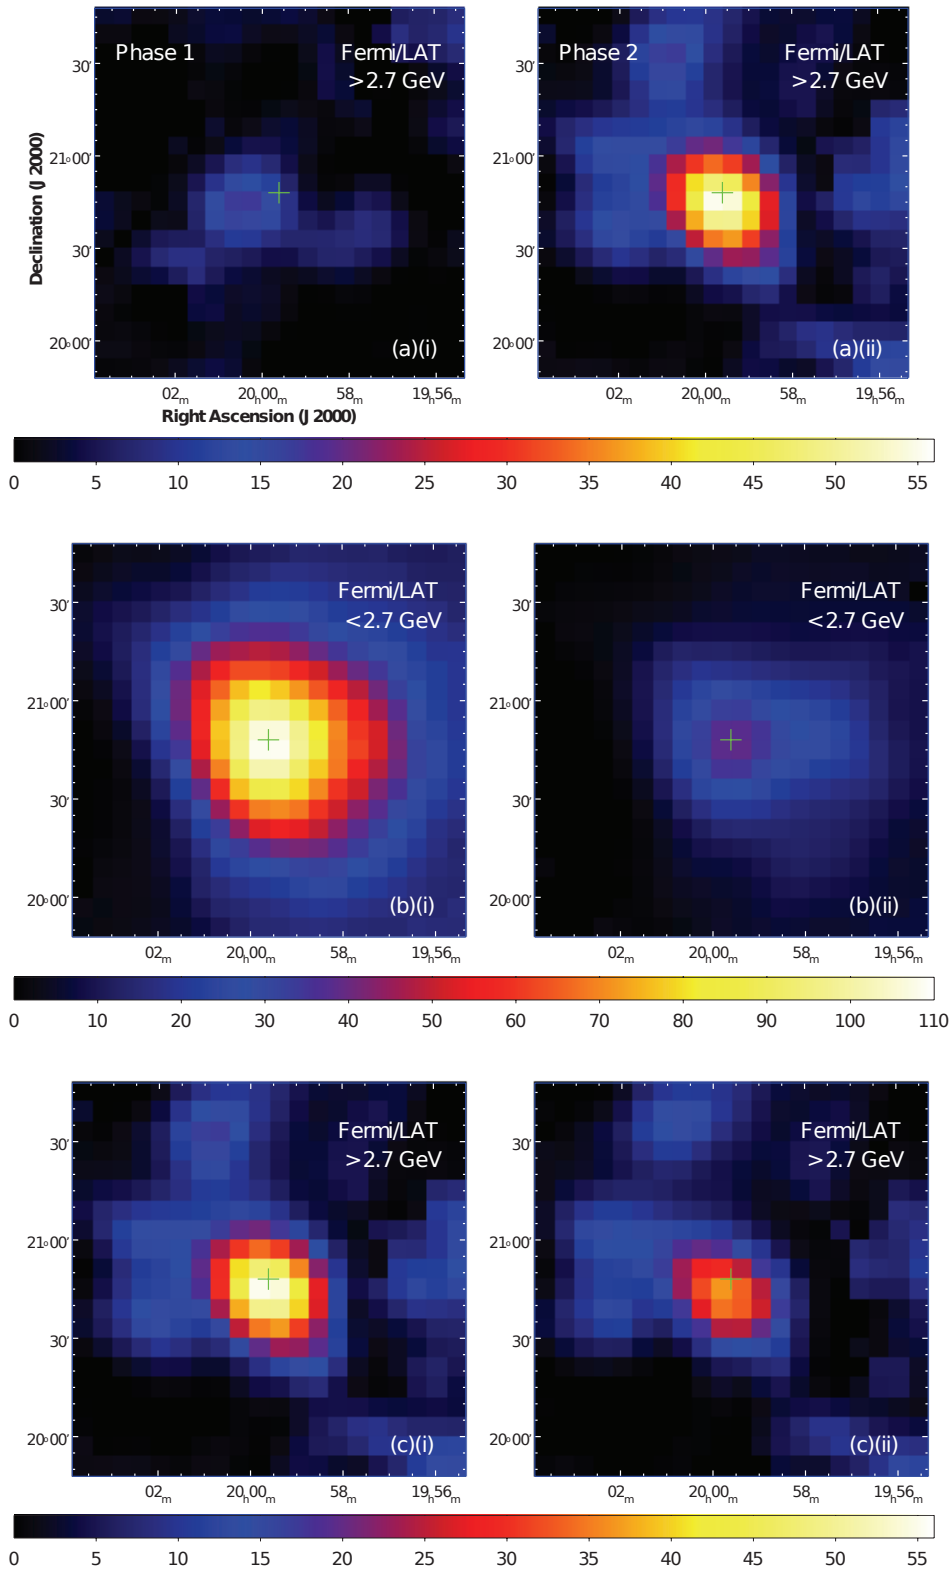 Phase 1
Fermi/LAT
>2.7 GeV
Phase 2
Fermi/LAT
>2.7 GeV
30′
21°00′
30′
20°00′
Declination (J 2000)
(a)(i)
(a)(ii)
02m 20h00m 58m 19h56m
02m 20h00m 58m 19h56m
Right Ascension (J 2000)
0 5 10 15 20 25 30 35 40 45 50 55
Fermi/LAT
<2.7 GeV
Fermi/LAT
<2.7 GeV
30′
21°00′
30′
20°00′
30′
21°00′
30′
20°00′
(b)(i)
(b)(ii)
02m 20h00m 58m 19h56m
02m 20h00m 58m 19h56m
0 10 20 30 40 50 60 70 80 90 100 110
Fermi/LAT
>2.7 GeV
Fermi/LAT
>2.7 GeV
30′
21°00′
30′
20°00′
30′
21°00′
30′
20°00′
(c)(i)
(c)(ii)
02m 20h00m 58m 19h56m
02m 20h00m 58m 19h56m
0 5 10 15 20 25 30 35 40 45 50 55